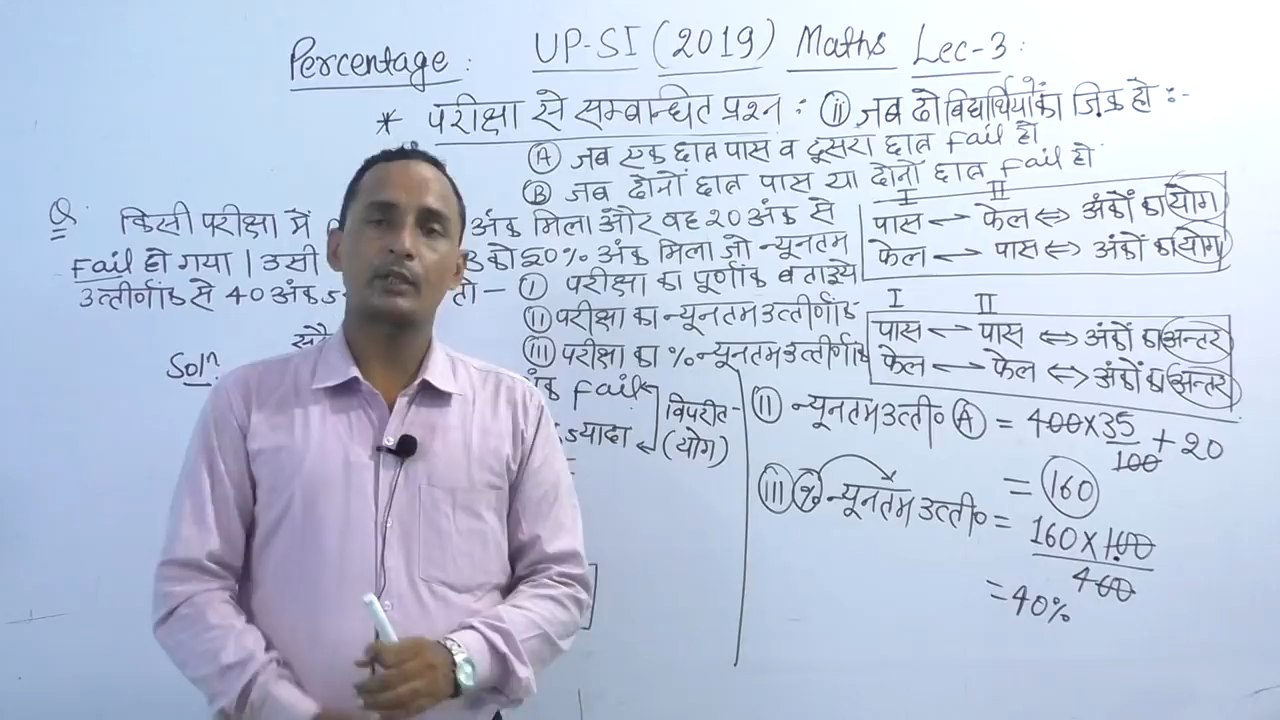 Percentage : UP-SI (2019) Maths Lec-3 :
* परीक्षा से सम्बान्धित प्रश्न : (ii) जब दो विद्यार्थियों का जिक्र हो :-
(A) जब एक छात्र पास व दूसरा छात्र fail हो
(B) जब दोनों छात्र पास या दोनों छात्र fail हो
I II
पास ↔ फेल ⇔ अंकों का योग
फेल ↔ पास ⇔ अंकों का योग
I II
पास ↔ पास ⇔ अंकों का अन्तर
फेल ↔ फेल ⇔ अंकों का अन्तर
Q किसी परीक्षा में अंक मिला और वह 20 अंक से
Fail हो गया | उसी को 50% अंक मिला जो न्यूनतम
उत्तीर्णांक से 40 अंक तो — (i) परीक्षा का पूर्णांक बताइये
(ii) परीक्षा का न्यूनतम उत्तीर्णांक
(iii) परीक्षा का % न्यूनतम उत्तीर्णांक
Solⁿ
अंक fail
ज्यादा
विपरीत
(योग)
(ii) न्यूनतम उत्ती० (A) = 400×35/100 + 20
= 160
(iii) % न्यूनतम उत्ती० = 160×100/400
= 40%